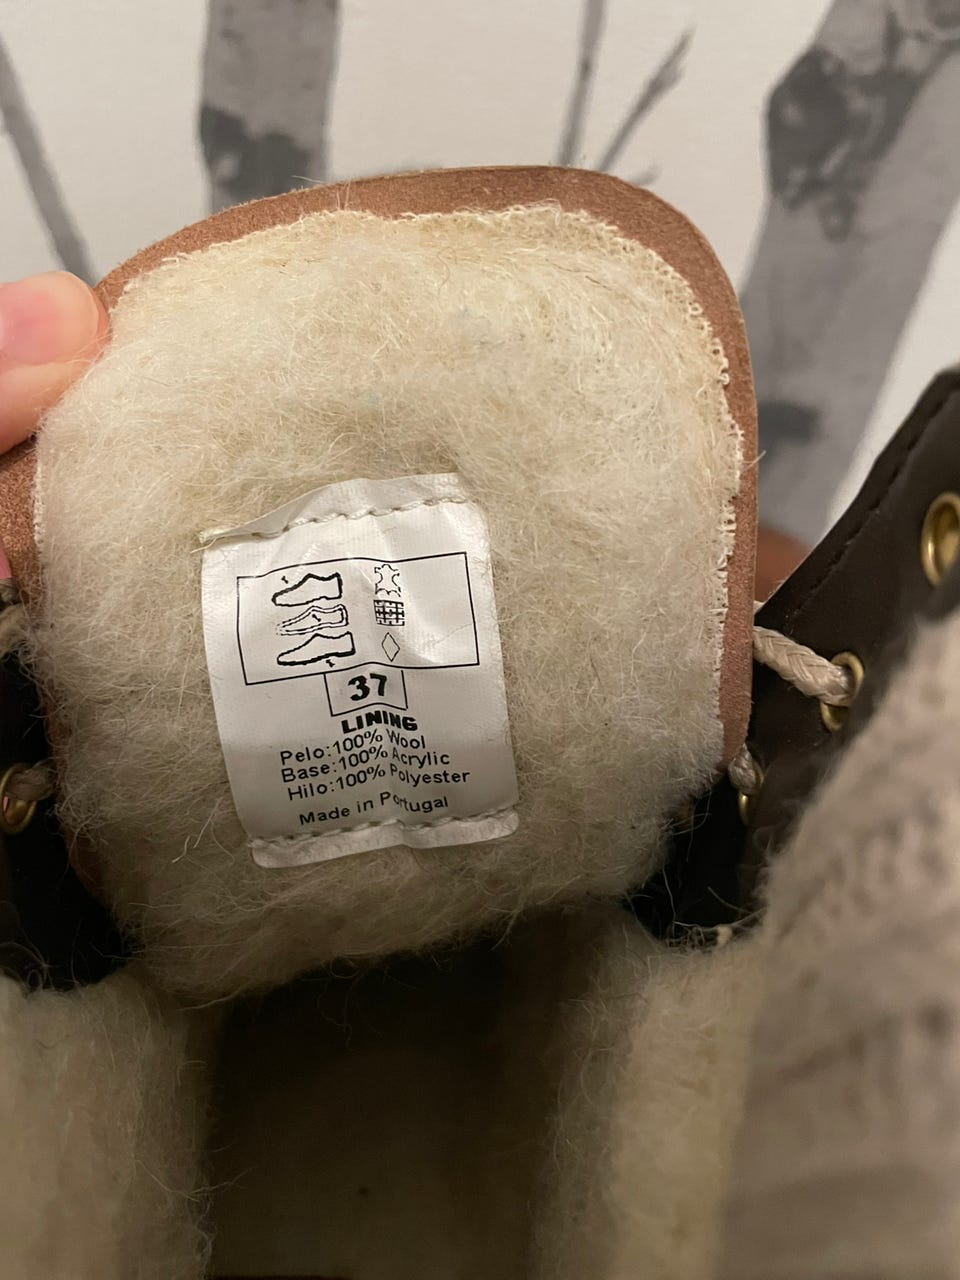 37
LINING
Pelo:100% Wool
Base:100% Acrylic
Hilo:100% Polyester
Made in Portugal